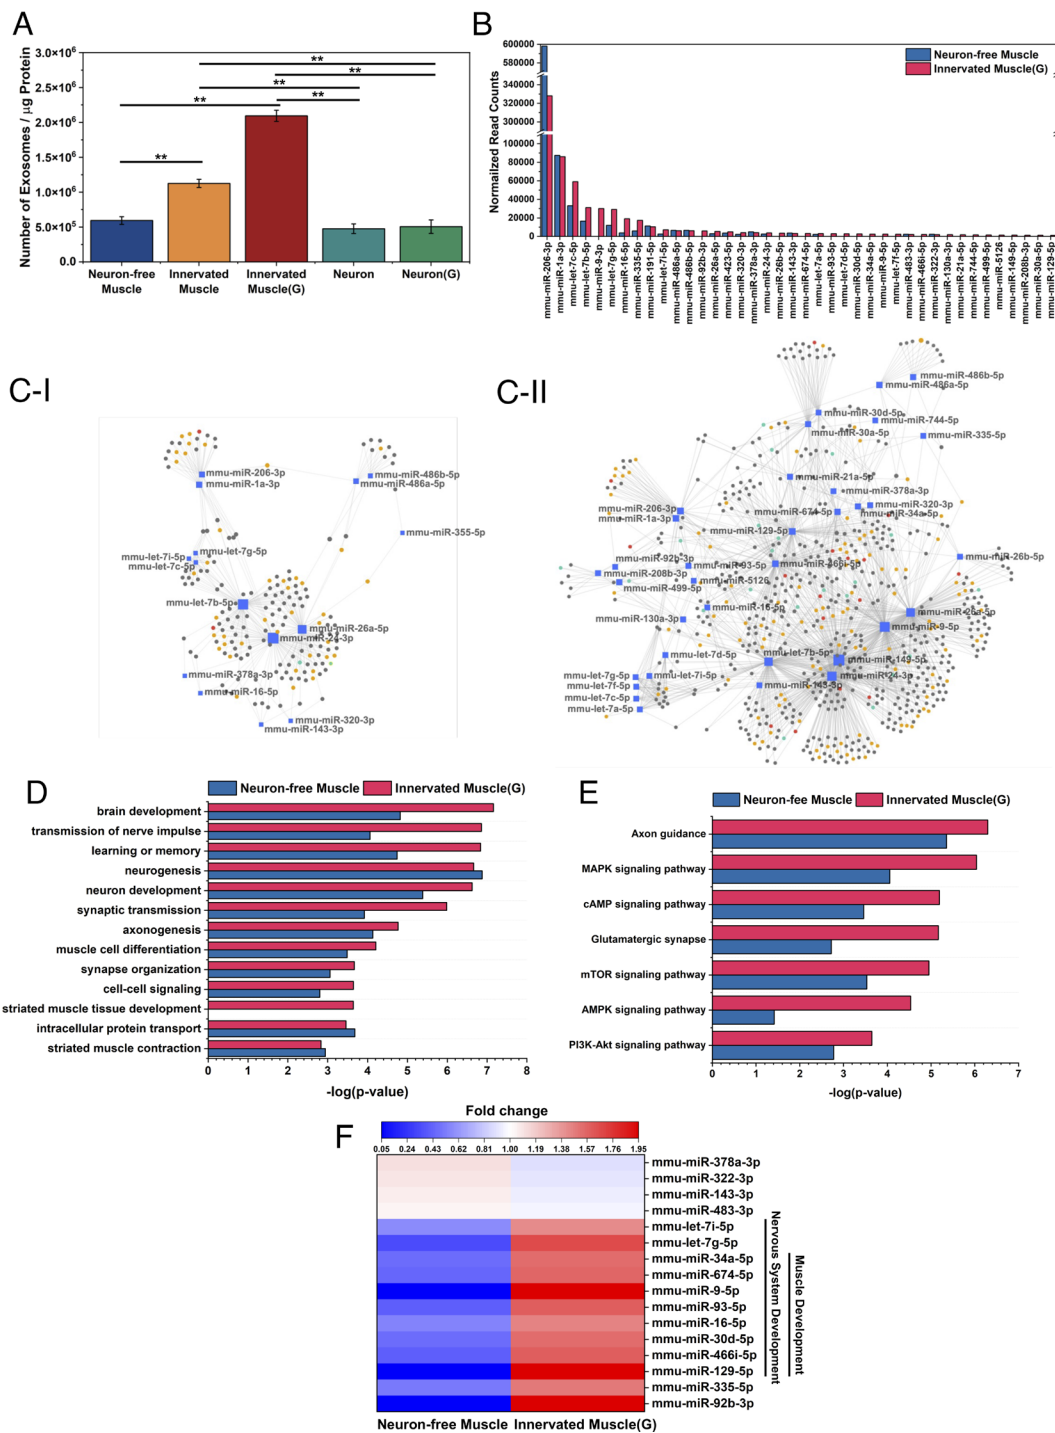 A
Number of Exosomes / μg Protein
3.0×10⁶
2.5×10⁶
2.0×10⁶
1.5×10⁶
1.0×10⁶
5.0×10⁵
0.0
**
**
**
**
**
**
**
Neuron-free Muscle
Innervated Muscle
Innervated Muscle(G)
Neuron
Neuron(G)
B
Normailzed Read Counts
600000
580000
340000
320000
300000
100000
80000
60000
40000
20000
0
Neuron-free Muscle
Innervated Muscle(G)
mmu-miR-206-3p
mmu-miR-1a-3p
mmu-let-7c-5p
mmu-let-7b-5p
mmu-miR-9-3p
mmu-let-7g-5p
mmu-miR-16-5p
mmu-miR-335-5p
mmu-miR-191-5p
mmu-let-7i-5p
mmu-miR-486a-5p
mmu-miR-486b-5p
mmu-miR-92b-3p
mmu-miR-26a-5p
mmu-miR-423-5p
mmu-miR-320-3p
mmu-miR-378a-3p
mmu-miR-24-3p
mmu-miR-26b-5p
mmu-miR-143-3p
mmu-miR-674-5p
mmu-let-7a-5p
mmu-miR-93-5p
mmu-let-7d-5p
mmu-miR-30d-5p
mmu-miR-34a-5p
mmu-miR-9-5p
mmu-let-7f-5p
mmu-miR-483-3p
mmu-miR-466i-5p
mmu-miR-322-3p
mmu-miR-130a-3p
mmu-miR-21a-5p
mmu-miR-744-5p
mmu-miR-499-5p
mmu-miR-5126
mmu-miR-149-5p
mmu-miR-208b-3p
mmu-miR-30a-5p
mmu-miR-129-5p
C-I
mmu-miR-206-3p
mmu-miR-1a-3p
mmu-miR-486b-5p
mmu-miR-486a-5p
mmu-miR-355-5p
mmu-let-7g-5p
mmu-let-7i-5p
mmu-let-7c-5p
mmu-let-7b-5p
mmu-miR-26a-5p
mmu-miR-24-3p
mmu-miR-378a-3p
mmu-miR-16-5p
mmu-miR-320-3p
mmu-miR-143-3p
C-II
mmu-miR-486b-5p
mmu-miR-486a-5p
mmu-miR-30d-5p
mmu-miR-744-5p
mmu-miR-30a-5p
mmu-miR-335-5p
mmu-miR-21a-5p
mmu-miR-378a-3p
mmu-miR-320-3p
mmu-miR-206-3p
mmu-miR-674-5p
mmu-miR-34a-5p
mmu-miR-1a-3p
mmu-miR-129-5p
mmu-miR-92b-3p
mmu-miR-93-5p
mmu-miR-466i-5p
mmu-miR-26b-5p
mmu-miR-208b-3p
mmu-miR-5126
mmu-miR-499-5p
mmu-miR-16-5p
mmu-miR-26a-5p
mmu-miR-130a-3p
mmu-miR-9-5p
mmu-let-7d-5p
mmu-let-7b-5p
mmu-miR-149-5p
mmu-let-7g-5p
mmu-let-7i-5p
mmu-miR-24-3p
mmu-let-7f-5p
mmu-miR-143-3p
mmu-let-7c-5p
mmu-let-7a-5p
D
Neuron-free Muscle
Innervated Muscle(G)
brain development
transmission of nerve impulse
learning or memory
neurogenesis
neuron development
synaptic transmission
axonogenesis
muscle cell differentiation
synapse organization
cell-cell signaling
striated muscle tissue development
intracellular protein transport
striated muscle contraction
0 1 2 3 4 5 6 7 8
-log(p-value)
E
Neuron-fee Muscle
Innervated Muscle(G)
Axon guidance
MAPK signaling pathway
cAMP signaling pathway
Glutamatergic synapse
mTOR signaling pathway
AMPK signaling pathway
PI3K-Akt signaling pathway
0 1 2 3 4 5 6 7
-log(p-value)
F
Fold change
0.05 0.24 0.43 0.62 0.81 1.00 1.19 1.38 1.57 1.76 1.95
mmu-miR-378a-3p
mmu-miR-322-3p
mmu-miR-143-3p
mmu-miR-483-3p
mmu-let-7i-5p
mmu-let-7g-5p
mmu-miR-34a-5p
mmu-miR-674-5p
mmu-miR-9-5p
mmu-miR-93-5p
mmu-miR-16-5p
mmu-miR-30d-5p
mmu-miR-466i-5p
mmu-miR-129-5p
mmu-miR-335-5p
mmu-miR-92b-3p
Nervous System Development
Muscle Development
Neuron-free Muscle
Innervated Muscle(G)